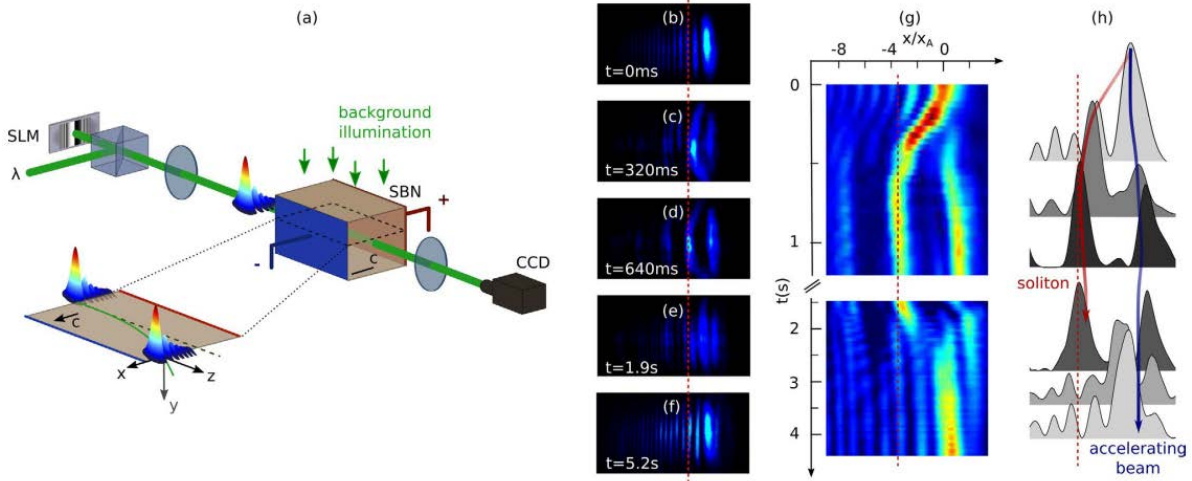 (a)
SLM
λ
background
illumination
SBN
+
-
c
CCD
c
x
z
y
(b)
t=0ms
(c)
t=320ms
(d)
t=640ms
(e)
t=1.9s
(f)
t=5.2s
(g)
x/xA
-8
-4
0
0
1
t(s)
2
3
4
(h)
soliton
accelerating
beam